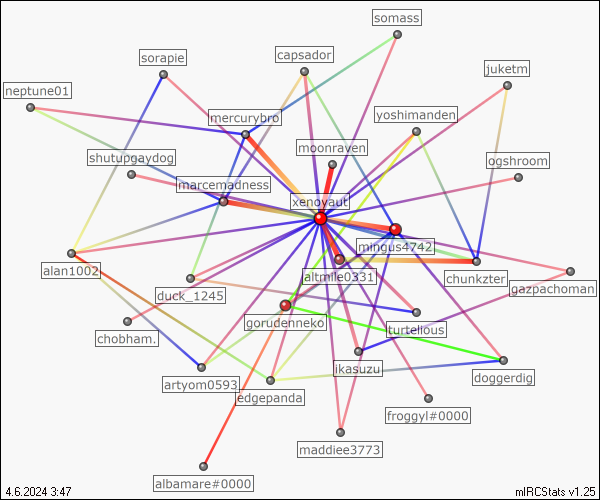 somass
sorapie
capsador
juketm
neptune01
mercurybro
yoshimanden
moonraven
shutupgaydog
ogshroom
marcemadness
xenoyaut
mingus4742
alan1002
altmile0331
chunkzter
gazpachoman
duck_1245
chobham.
gorudenneko
turtellous
ikasuzu
doggerdig
artyom0593
edgepanda
froggyl#0000
maddiee3773
albamare#0000
4.6.2024 3:47
mIRCStats v1.25